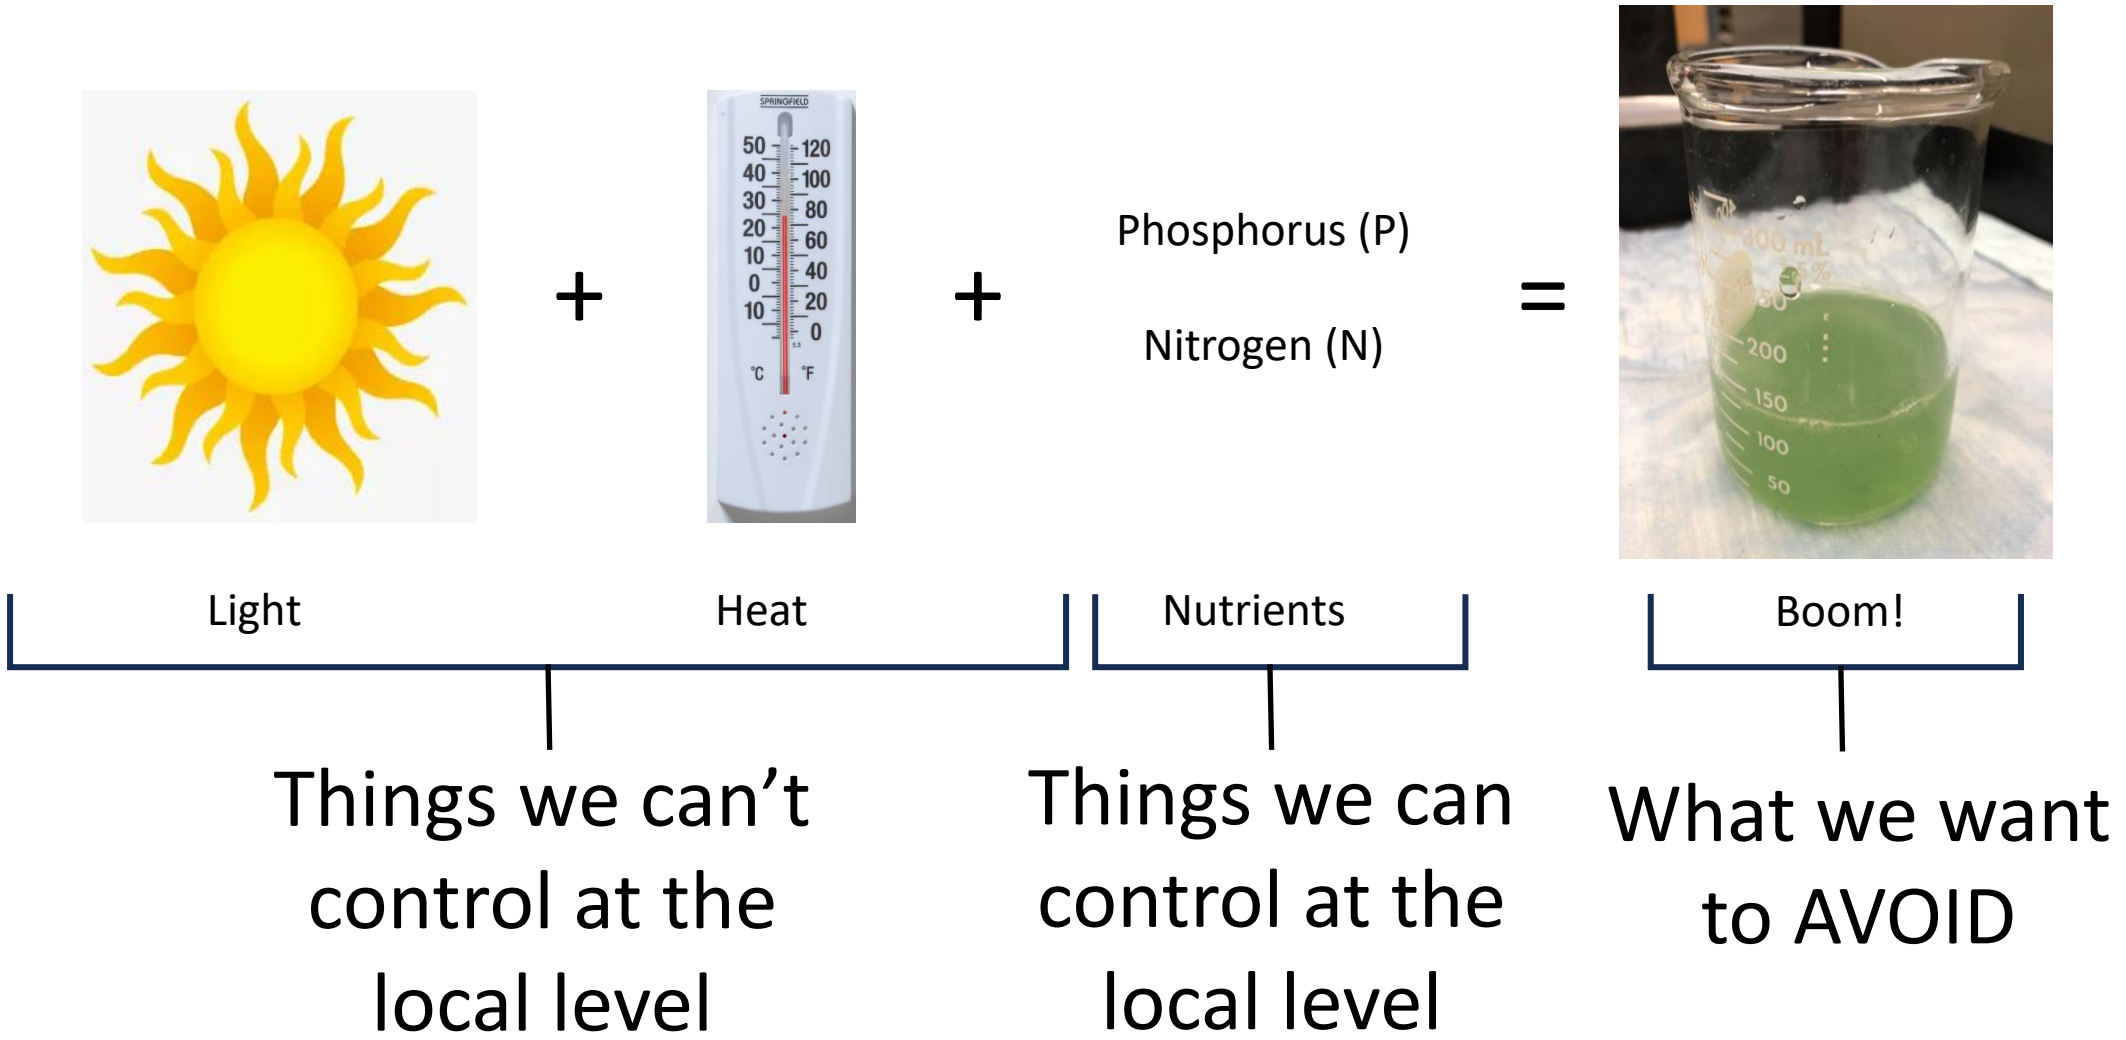 SPRINGFIELD
50 120
40 100
30 80
20 60
10 40
0 20
10 0
°C °F
+
+
Phosphorus (P)
Nitrogen (N)
=
300 mL
200
150
100
50
Light
Heat
Nutrients
Boom!
Things we can’t
control at the
local level
Things we can
control at the
local level
What we want
to AVOID